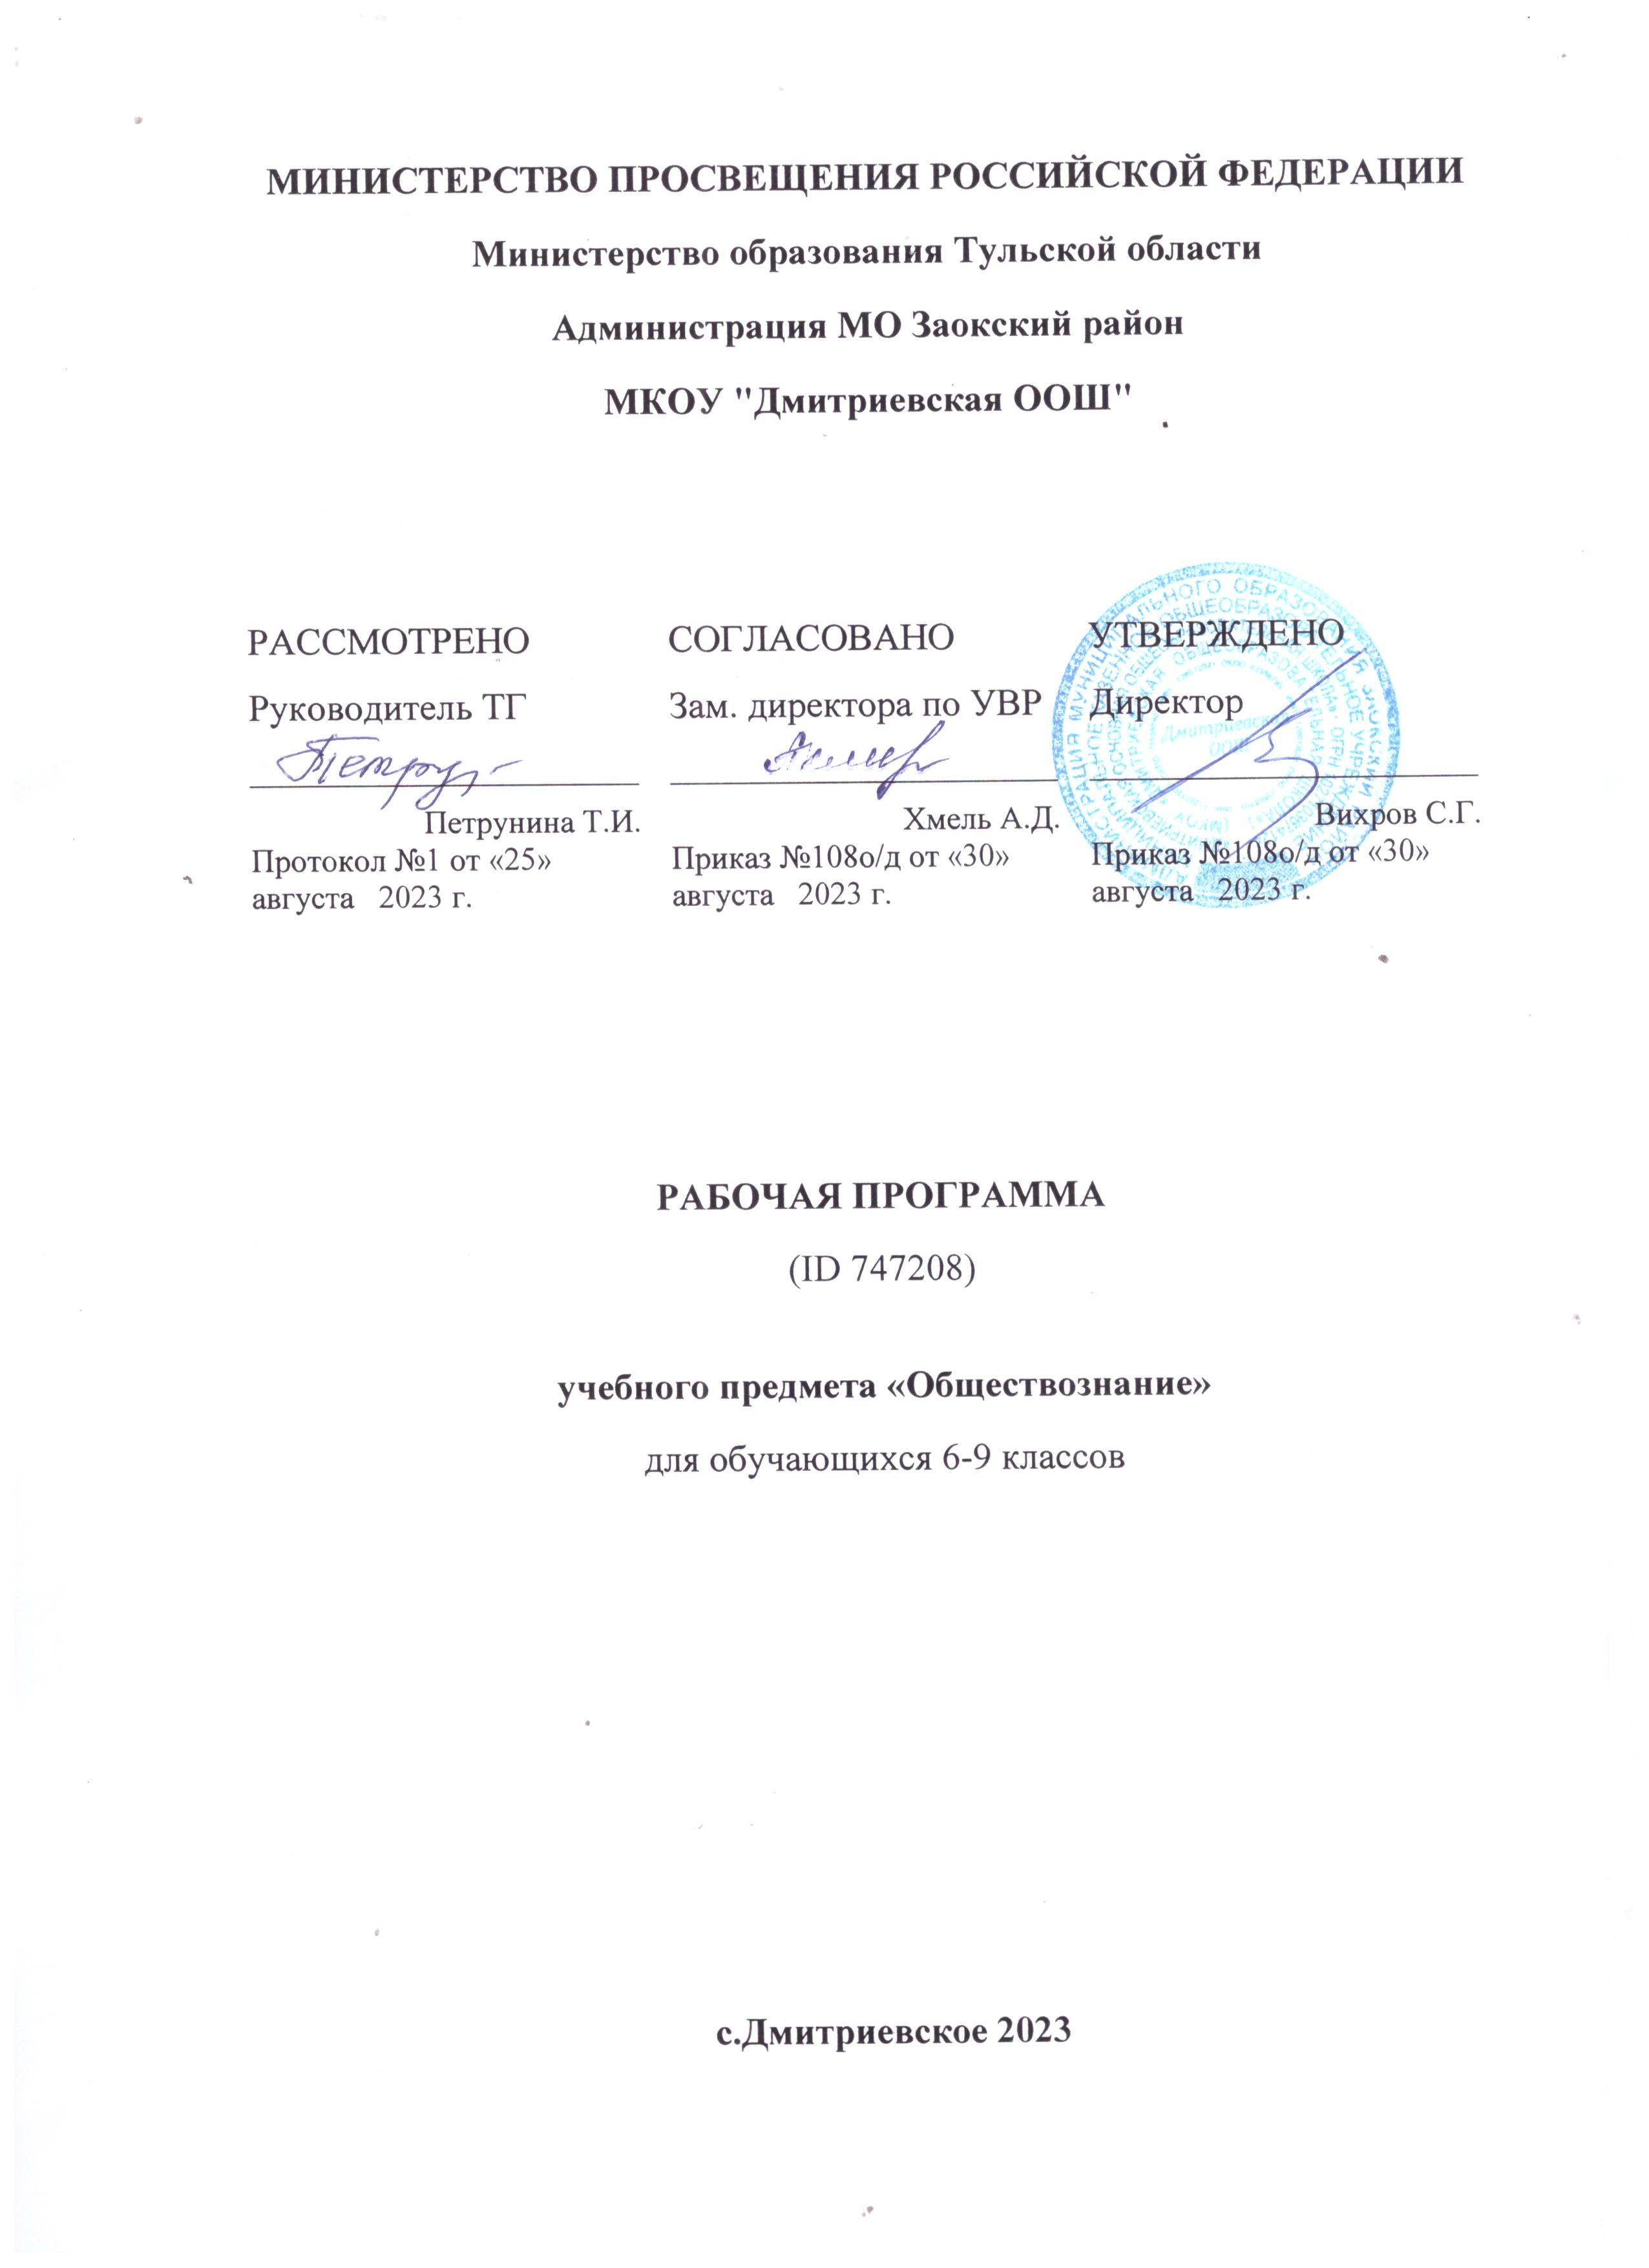 МИНИСТЕРСТВО ПРОСВЕЩЕНИЯ РОССИЙСКОЙ ФЕДЕРАЦИИ
Министерство образования Тульской области
Администрация МО Заокский район
МКОУ "Дмитриевская ООШ"
РАССМОТРЕНО
Руководитель ТГ
Петрунина Т.И.
Протокол №1 от «25»
августа 2023 г.
СОГЛАСОВАНО
Зам. директора по УВР
Хмель А.Д.
Приказ №108о/д от «30»
августа 2023 г.
УТВЕРЖДЕНО
Директор
Вихров С.Г.
Приказ №108о/д от «30»
августа 2023 г.
РАБОЧАЯ ПРОГРАММА
(ID 747208)
учебного предмета «Обществознание»
для обучающихся 6-9 классов
с.Дмитриевское 2023